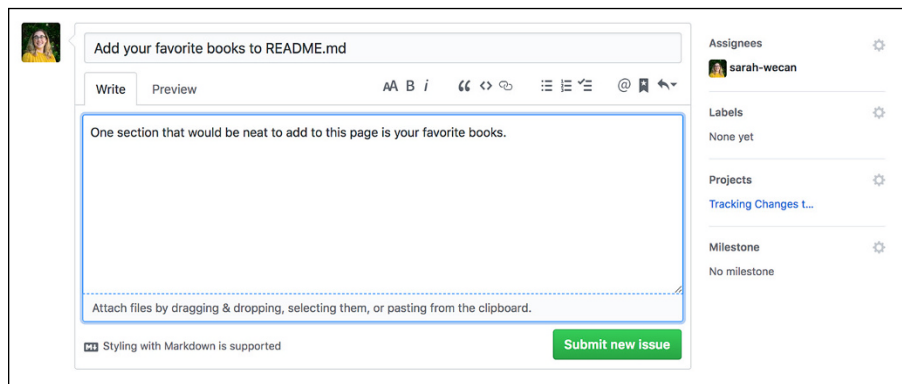 Add your favorite books to README.md
Write Preview AA B i @
One section that would be neat to add to this page is your favorite books.
Attach files by dragging & dropping, selecting them, or pasting from the clipboard.
Styling with Markdown is supported
Submit new issue
Assignees
sarah-wecan
Labels
None yet
Projects
Tracking Changes t...
Milestone
No milestone